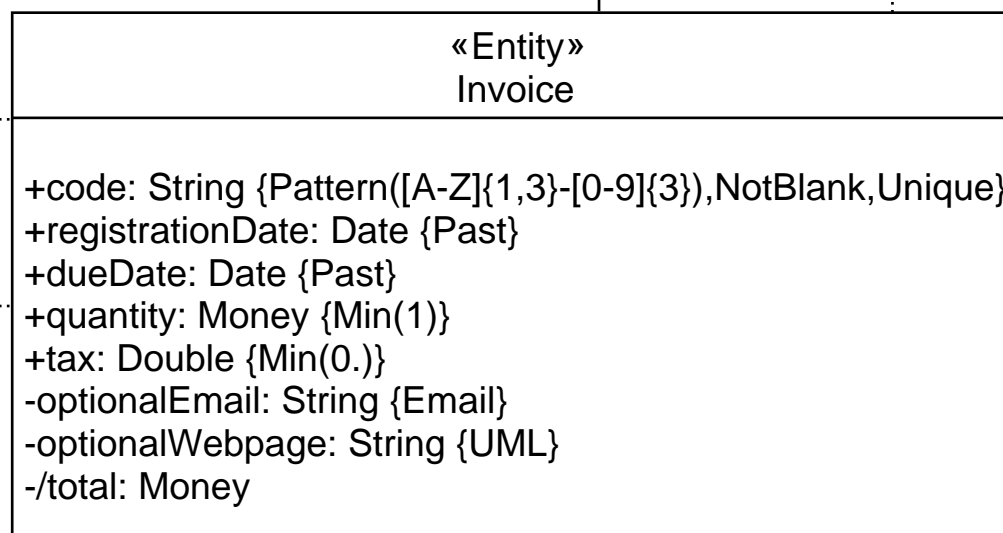 «Entity»
Invoice
+code: String {Pattern([A-Z]{1,3}-[0-9]{3}),NotBlank,Unique}
+registrationDate: Date {Past}
+dueDate: Date {Past}
+quantity: Money {Min(1)}
+tax: Double {Min(0.)}
-optionalEmail: String {Email}
-optionalWebpage: String {UML}
-/total: Money